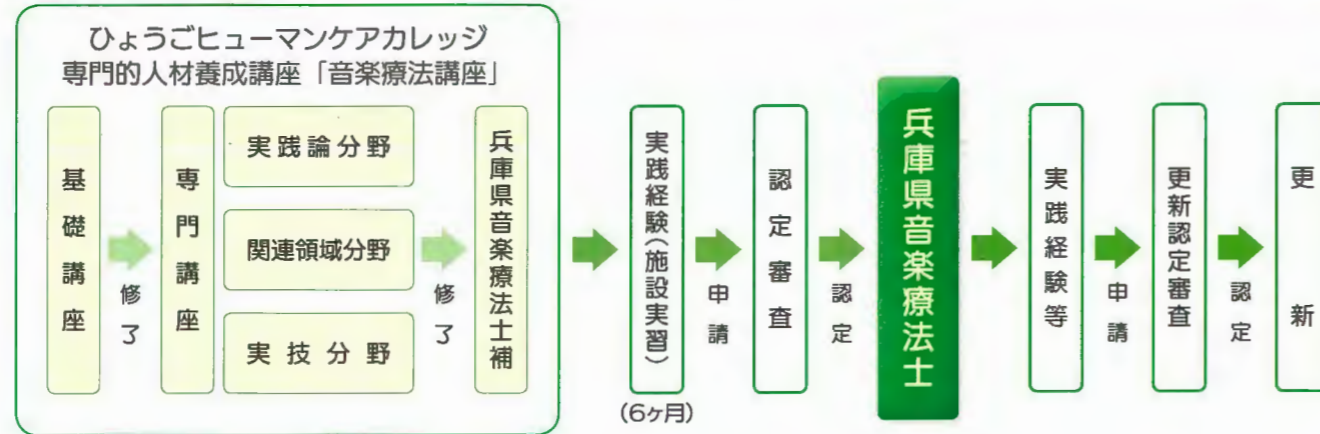 ひょうごヒューマンケアカレッジ
専門的人材養成講座「音楽療法講座」
基礎講座
修了
専門講座
実践論分野
関連領域分野
実技分野
修了
兵庫県音楽療法士補
実践経験(施設実習)
(6ヶ月)
申請
認定審査
認定
兵庫県音楽療法士
実践経験等
申請
更新認定審査
認定
更新